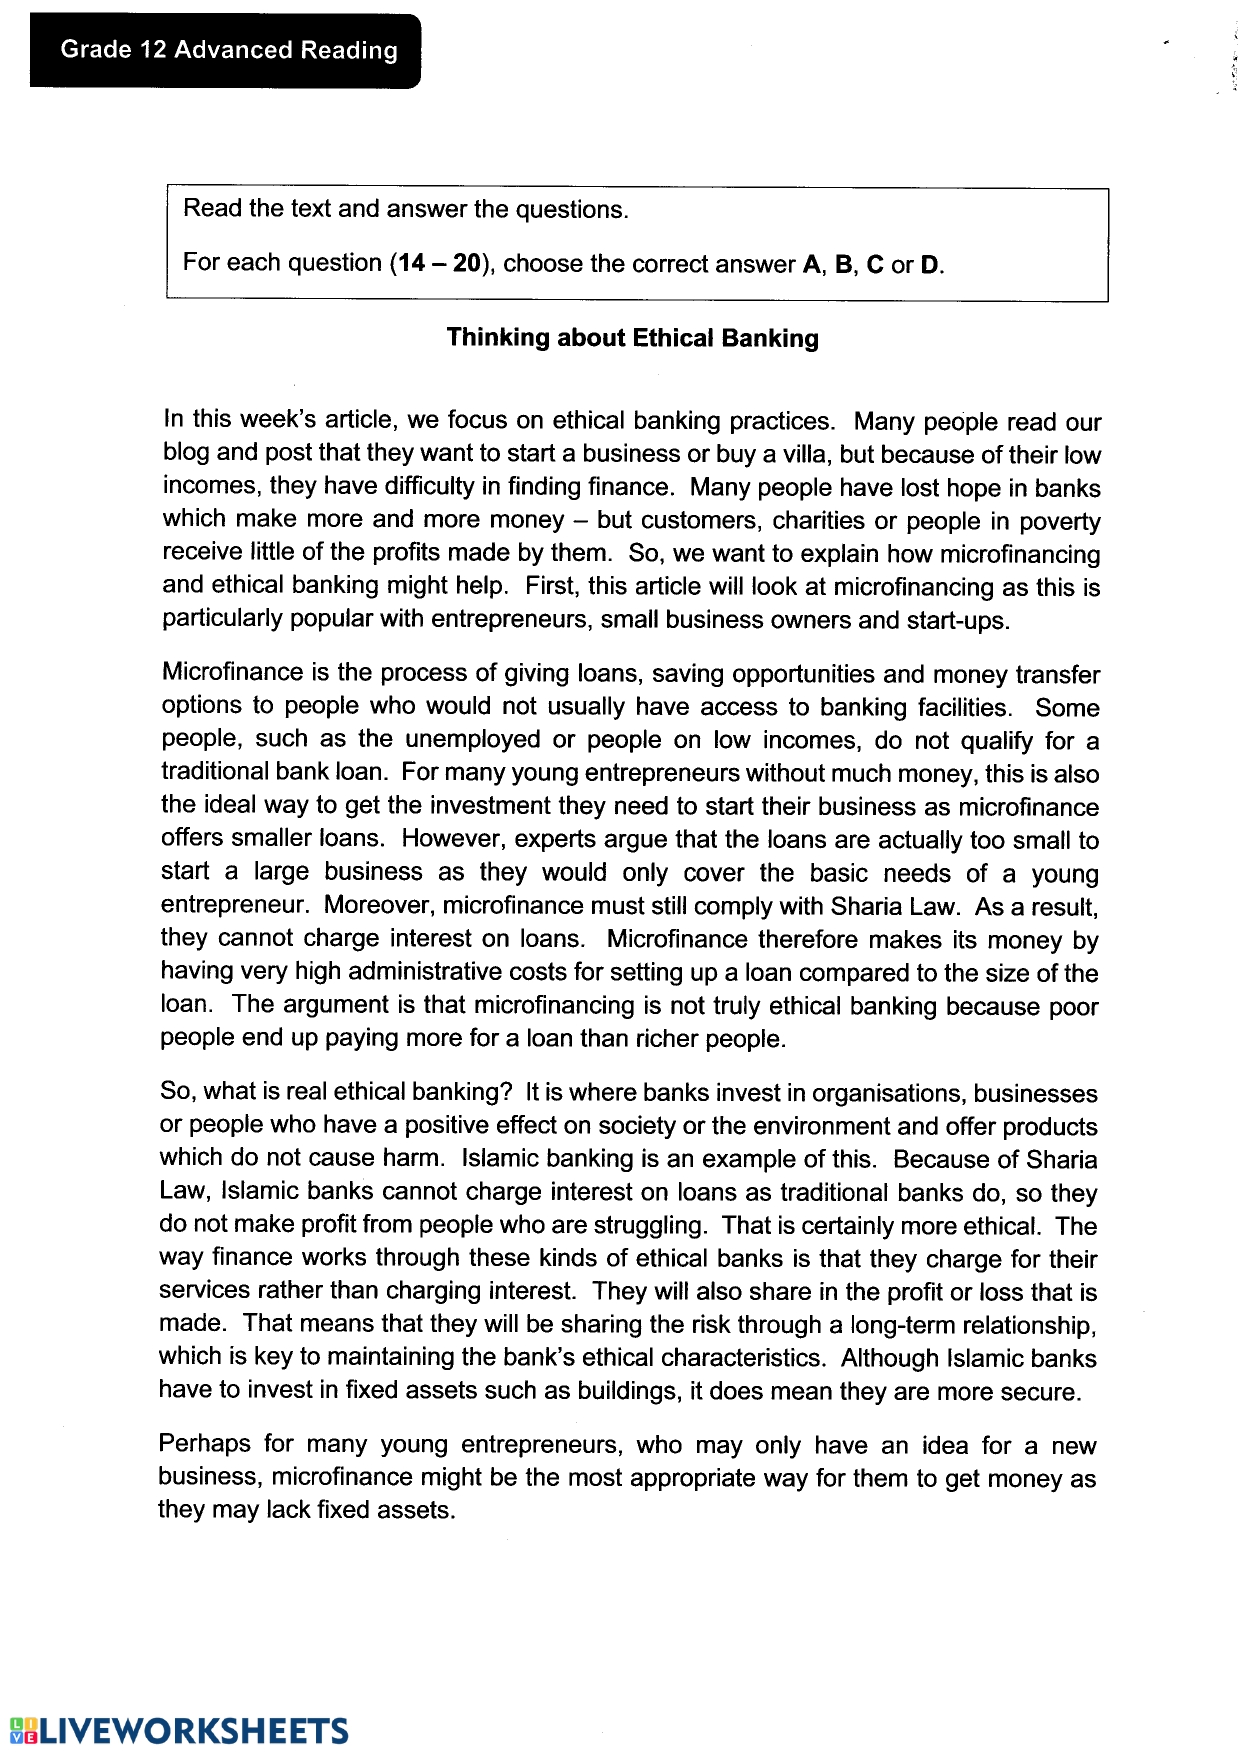 Grade 12 Advanced Reading
Read the text and answer the questions.
For each question (14 – 20), choose the correct answer A, B, C or D.
Thinking about Ethical Banking
In this week's article, we focus on ethical banking practices. Many people read our
blog and post that they want to start a business or buy a villa, but because of their low
incomes, they have difficulty in finding finance. Many people have lost hope in banks
which make more and more money – but customers, charities or people in poverty
receive little of the profits made by them. So, we want to explain how microfinancing
and ethical banking might help. First, this article will look at microfinancing as this is
particularly popular with entrepreneurs, small business owners and start-ups.
Microfinance is the process of giving loans, saving opportunities and money transfer
options to people who would not usually have access to banking facilities. Some
people, such as the unemployed or people on low incomes, do not qualify for a
traditional bank loan. For many young entrepreneurs without much money, this is also
the ideal way to get the investment they need to start their business as microfinance
offers smaller loans. However, experts argue that the loans are actually too small to
start a large business as they would only cover the basic needs of a young
entrepreneur. Moreover, microfinance must still comply with Sharia Law. As a result,
they cannot charge interest on loans. Microfinance therefore makes its money by
having very high administrative costs for setting up a loan compared to the size of the
loan. The argument is that microfinancing is not truly ethical banking because poor
people end up paying more for a loan than richer people.
So, what is real ethical banking? It is where banks invest in organisations, businesses
or people who have a positive effect on society or the environment and offer products
which do not cause harm. Islamic banking is an example of this. Because of Sharia
Law, Islamic banks cannot charge interest on loans as traditional banks do, so they
do not make profit from people who are struggling. That is certainly more ethical. The
way finance works through these kinds of ethical banks is that they charge for their
services rather than charging interest. They will also share in the profit or loss that is
made. That means that they will be sharing the risk through a long-term relationship,
which is key to maintaining the bank's ethical characteristics. Although Islamic banks
have to invest in fixed assets such as buildings, it does mean they are more secure.
Perhaps for many young entrepreneurs, who may only have an idea for a new
business, microfinance might be the most appropriate way for them to get money as
they may lack fixed assets.
LIVE LIVEWORKSHEETS